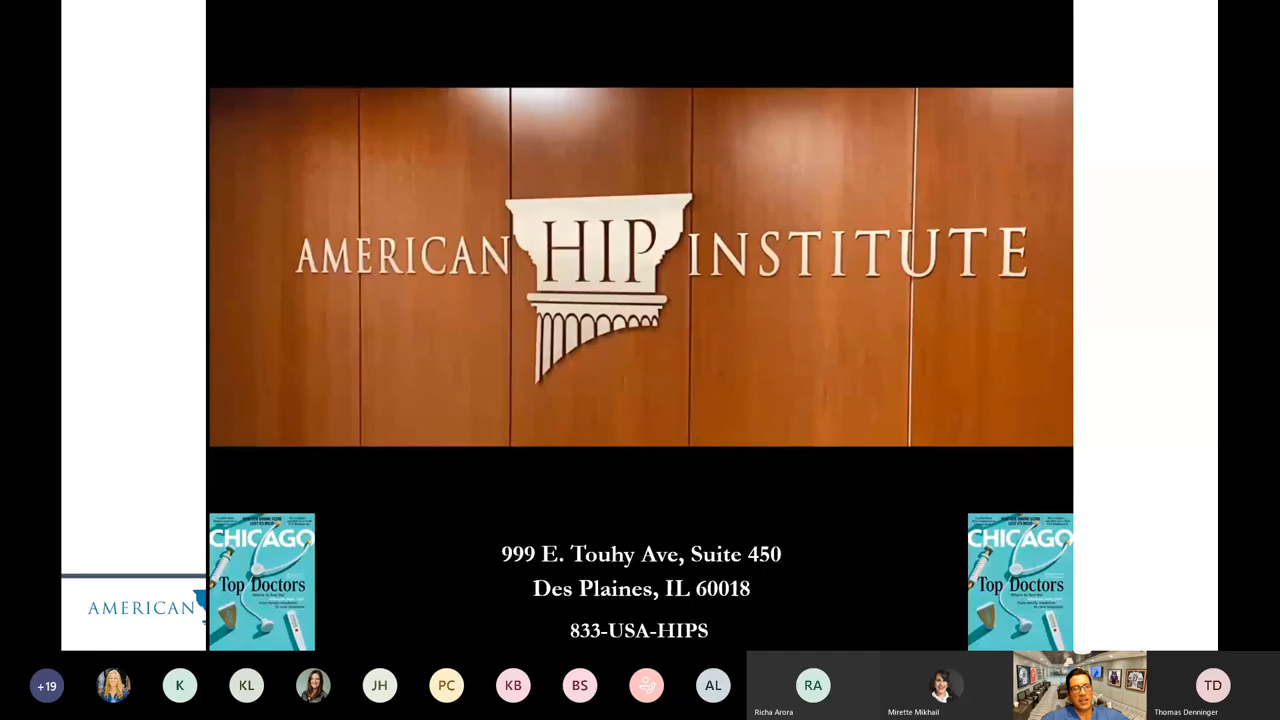 AMERICAN HIP INSTITUTE
CHICAGO
Top Doctors
CHICAGO
Top Doctors
999 E. Touhy Ave, Suite 450
Des Plaines, IL 60018
833-USA-HIPS
AMERICAN
+19
K
KL
JH
PC
KB
BS
AL
RA
Richa Arora
Mirette Mikhail
TD
Thomas Denninger